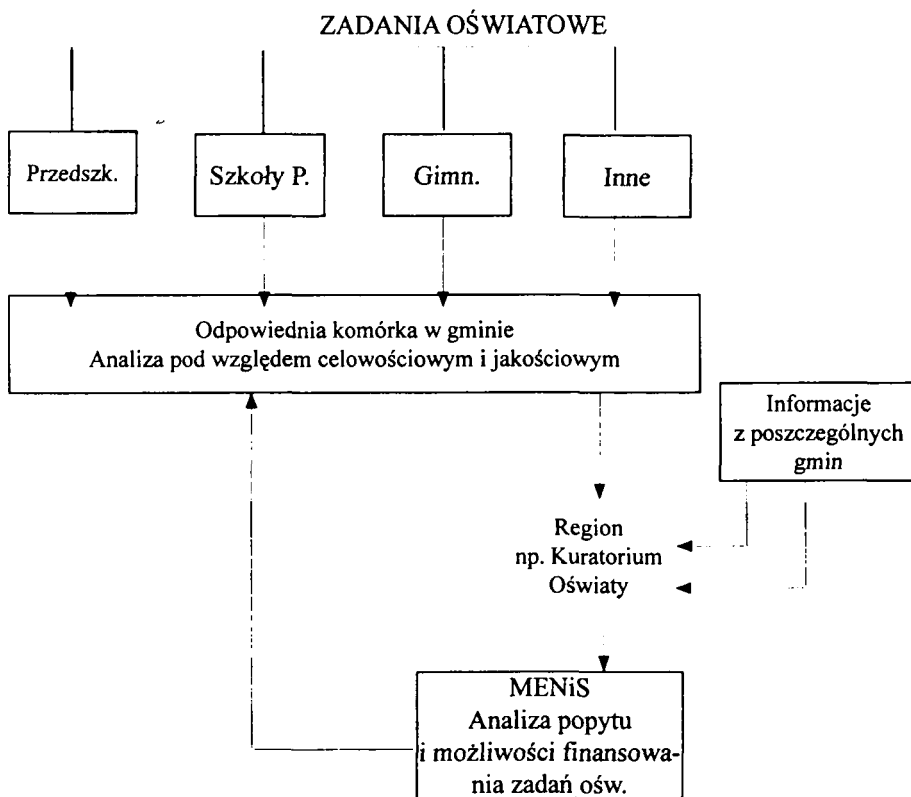 ZADANIA OŚWIATOWE
Przedszk.
Szkoły P.
Gimn.
Inne
Odpowiednia komórka w gminie
Analiza pod względem celowościowym i jakościowym
Informacje
z poszczególnych
gmin
Region
np. Kuratorium
Oświaty
MENiS
Analiza popytu
i możliwości finansowa-
nia zadań ośw.